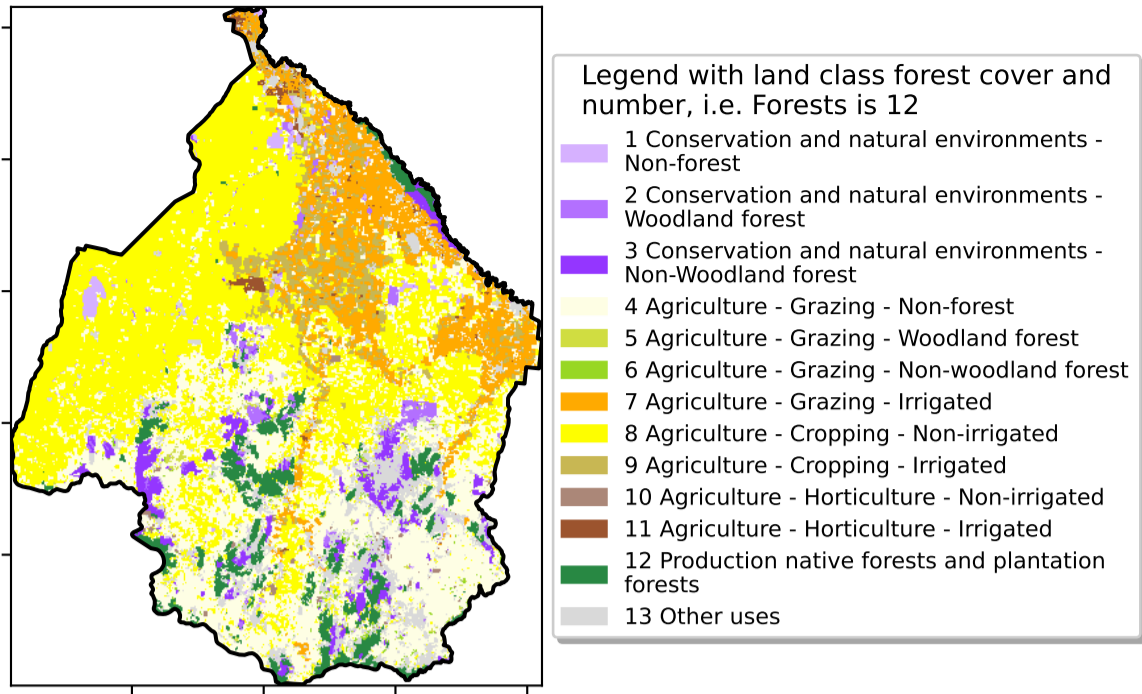 Legend with land class forest cover and
number, i.e. Forests is 12
1 Conservation and natural environments -
Non-forest
2 Conservation and natural environments -
Woodland forest
3 Conservation and natural environments -
Non-Woodland forest
4 Agriculture - Grazing - Non-forest
5 Agriculture - Grazing - Woodland forest
6 Agriculture - Grazing - Non-woodland forest
7 Agriculture - Grazing - Irrigated
8 Agriculture - Cropping - Non-irrigated
9 Agriculture - Cropping - Irrigated
10 Agriculture - Horticulture - Non-irrigated
11 Agriculture - Horticulture - Irrigated
12 Production native forests and plantation
forests
13 Other uses